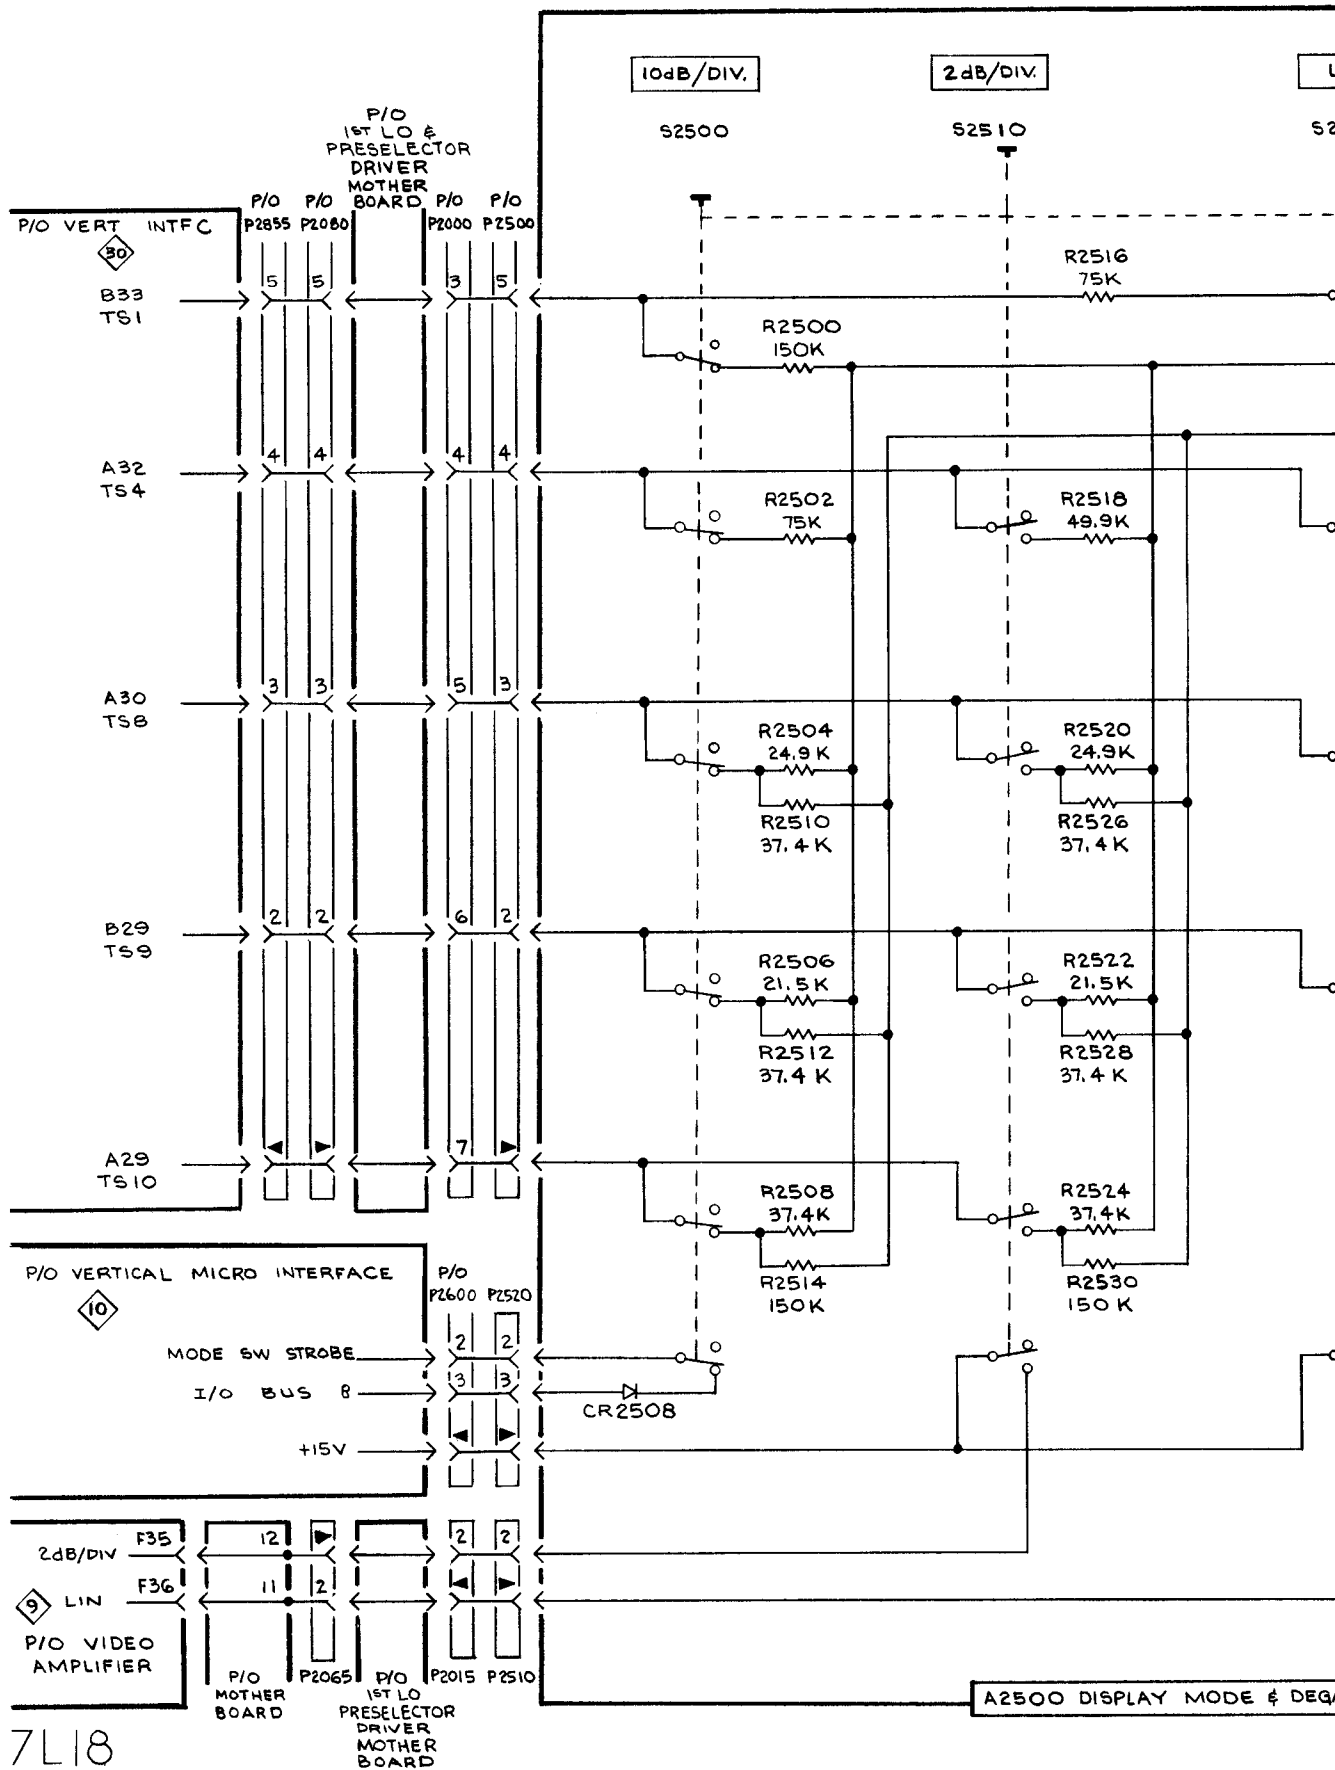 10dB/DIV.
2dB/DIV.
S2500
S2510
P/O
1ST LO &
PRESELECTOR
DRIVER
MOTHER
BOARD
P/O VERT INTFC
30
P/O P/O P/O P/O
P2855 P2080 P2000 P2500
B33
TS1
5 5 3 5
R2516
75K
R2500
150K
A32
TS4
4 4 4 4
R2502
75K
R2518
49.9K
A30
TS8
3 3 5 3
R2504
24.9K
R2520
24.9K
R2510
37.4K
R2526
37.4K
B29
TS9
2 2 6 2
R2506
21.5K
R2522
21.5K
R2512
37.4K
R2528
37.4K
A29
TS10
7
R2508
37.4K
R2524
37.4K
R2514
150K
R2530
150K
P/O VERTICAL MICRO INTERFACE
10
P/O
P2600 P2520
MODE SW STROBE
2 2
I/O BUS 8
3 3
CR2508
+15V
2dB/DIV F35 12 2 2
9 LIN F36 11 2
P/O VIDEO
AMPLIFIER
P/O
MOTHER
BOARD
P2065
P/O
1ST LO
PRESELECTOR
DRIVER
MOTHER
BOARD
P2015 P2510
A2500 DISPLAY MODE & DEGA
7L18